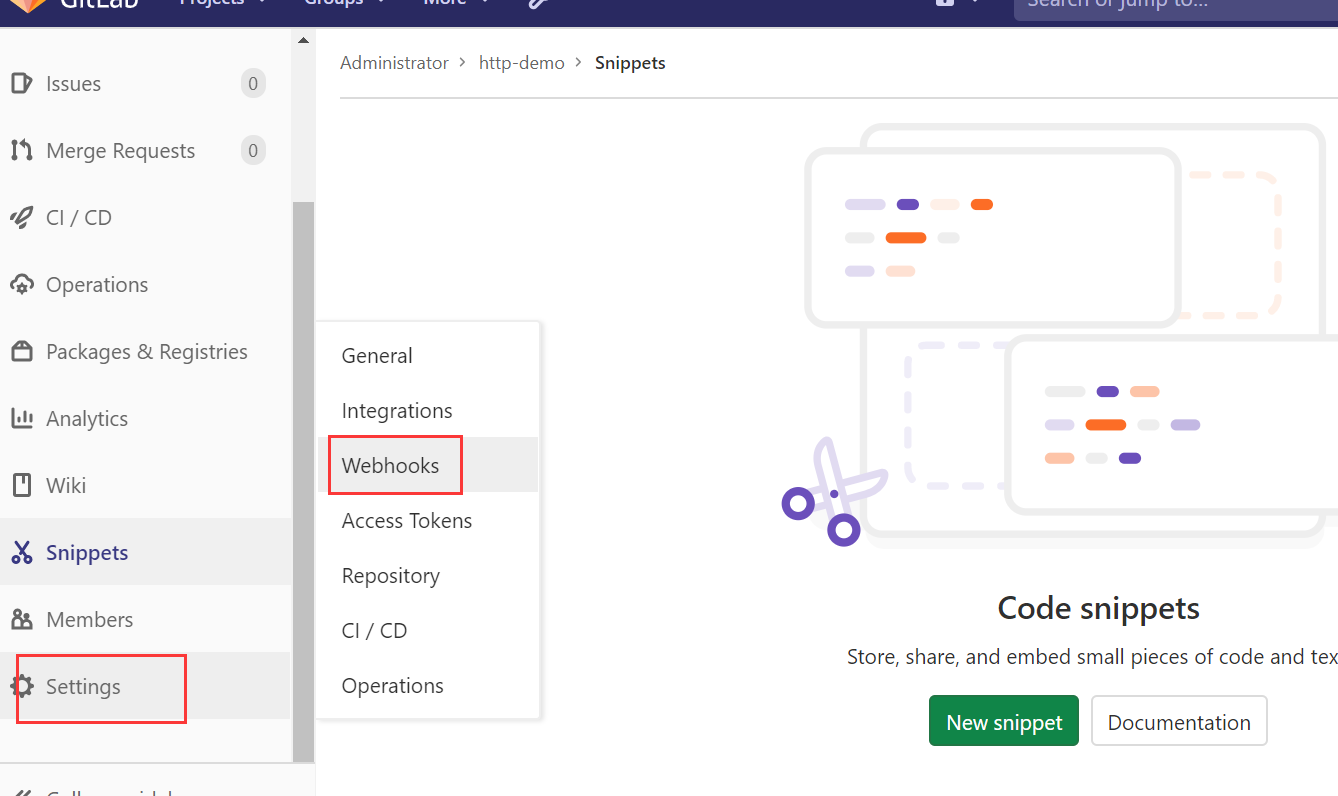 GitLab Projects Groups More Search or jump to...
Administrator > http-demo > Snippets
Issues 0
Merge Requests 0
CI / CD
Operations
Packages & Registries
Analytics
Wiki
Snippets
Members
Settings
General
Integrations
Webhooks
Access Tokens
Repository
CI / CD
Operations
Code snippets
Store, share, and embed small pieces of code and
New snippet Documentation